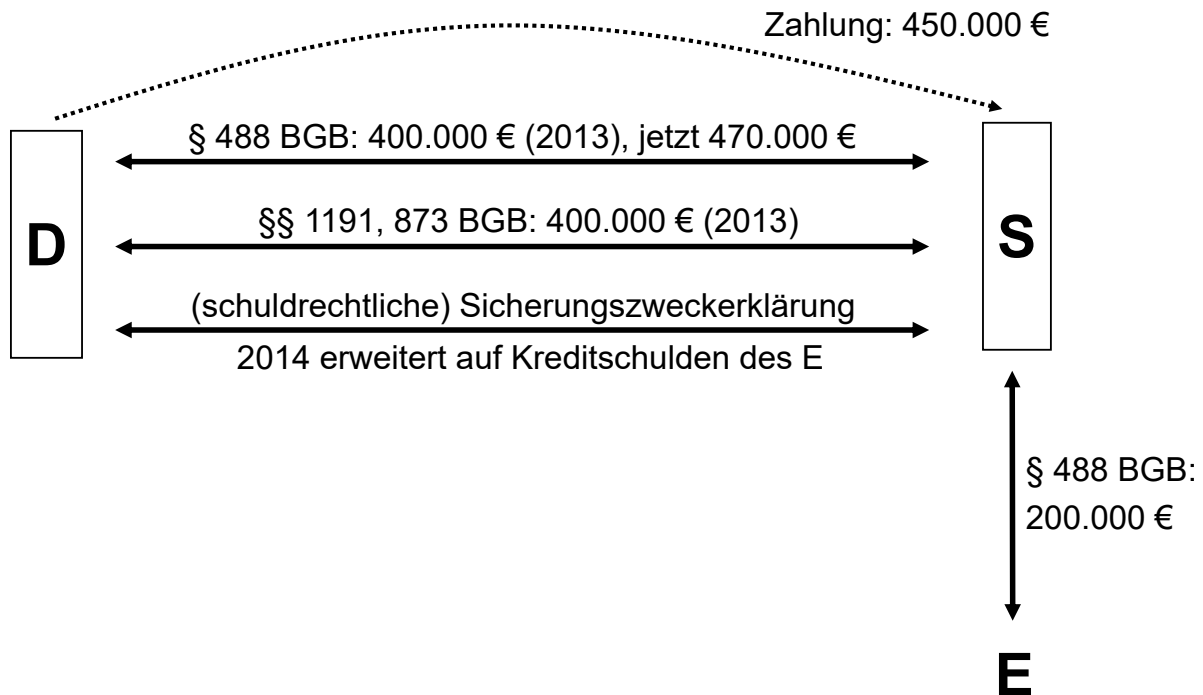 Zahlung: 450.000 €
§ 488 BGB: 400.000 € (2013), jetzt 470.000 €
§§ 1191, 873 BGB: 400.000 € (2013)
D
S
(schuldrechtliche) Sicherungszweckerklärung
2014 erweitert auf Kreditschulden des E
§ 488 BGB:
200.000 €
E